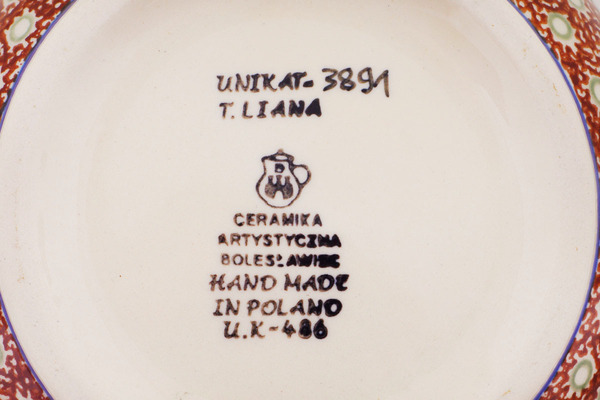 UNIKAT- 3891
T. LIANA
CERAMIKA
ARTYSTYCZNA
BOLESŁAWIEC
HAND MADE
IN POLAND
U.K-486